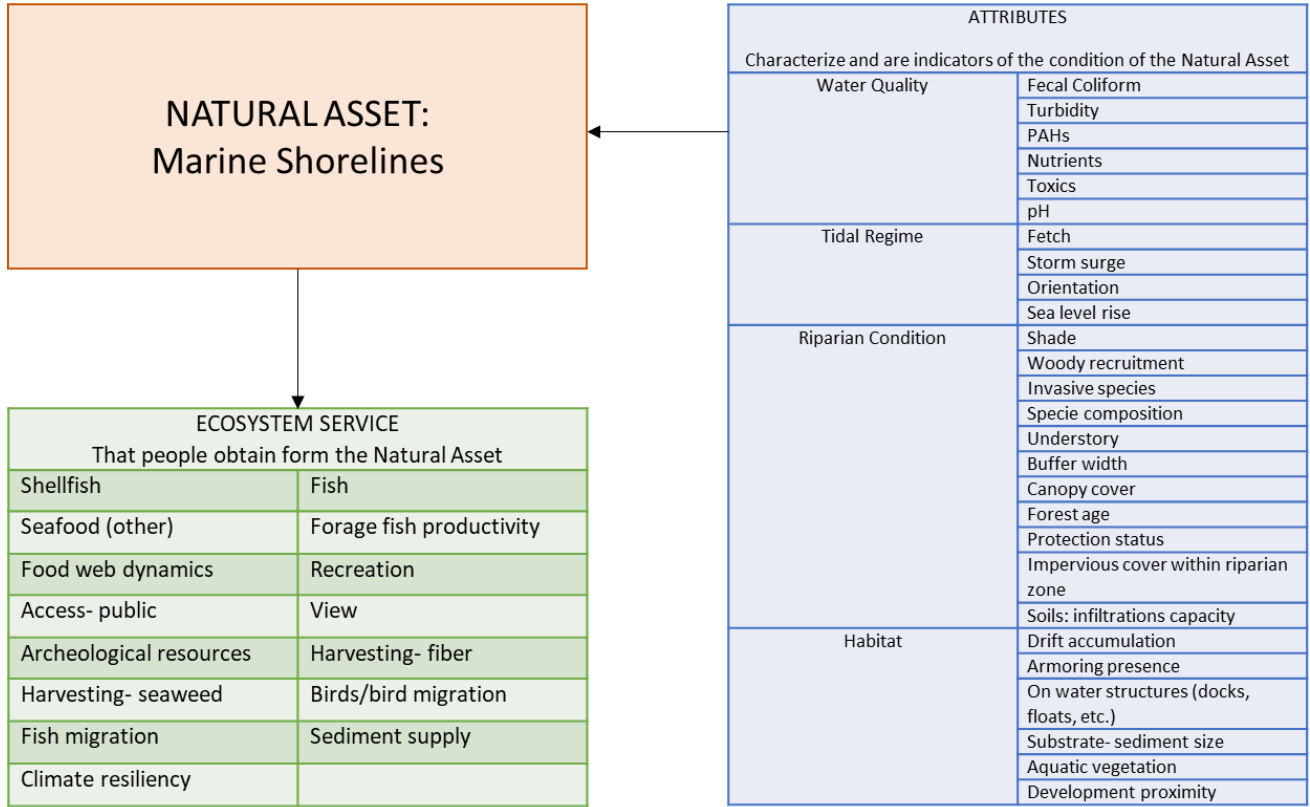 NATURAL ASSET:
Marine Shorelines
ECOSYSTEM SERVICE
That people obtain form the Natural Asset
Shellfish
Fish
Seafood (other)
Forage fish productivity
Food web dynamics
Recreation
Access- public
View
Archeological resources
Harvesting- fiber
Harvesting- seaweed
Birds/bird migration
Fish migration
Sediment supply
Climate resiliency
ATTRIBUTES
Characterize and are indicators of the condition of the Natural Asset
Water Quality
Fecal Coliform
Turbidity
PAHs
Nutrients
Toxics
pH
Tidal Regime
Fetch
Storm surge
Orientation
Sea level rise
Riparian Condition
Shade
Woody recruitment
Invasive species
Specie composition
Understory
Buffer width
Canopy cover
Forest age
Protection status
Impervious cover within riparian
zone
Soils: infiltrations capacity
Habitat
Drift accumulation
Armoring presence
On water structures (docks,
floats, etc.)
Substrate- sediment size
Aquatic vegetation
Development proximity